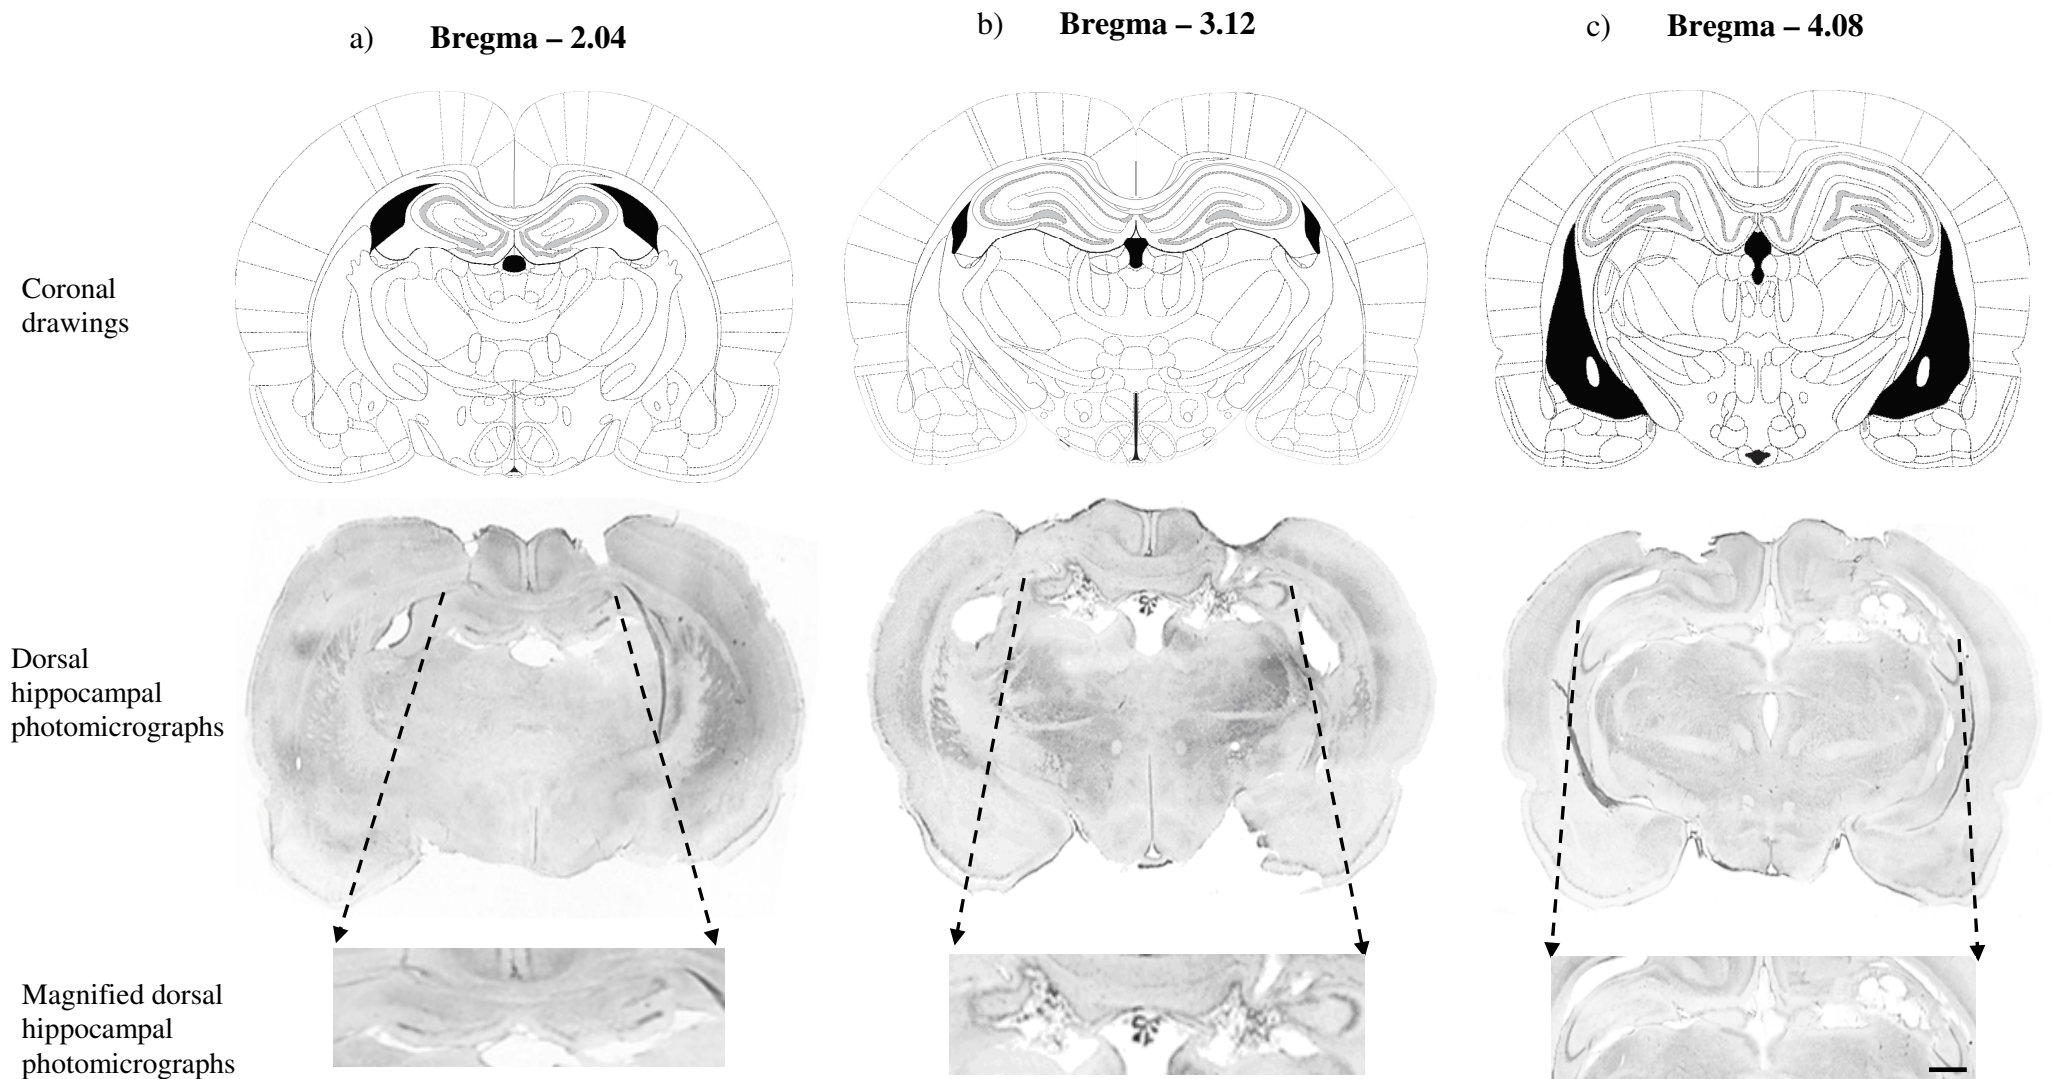 a) Bregma – 2.04
b) Bregma – 3.12
c) Bregma – 4.08
Coronal
drawings
Dorsal
hippocampal
photomicrographs
Magnified dorsal
hippocampal
photomicrographs